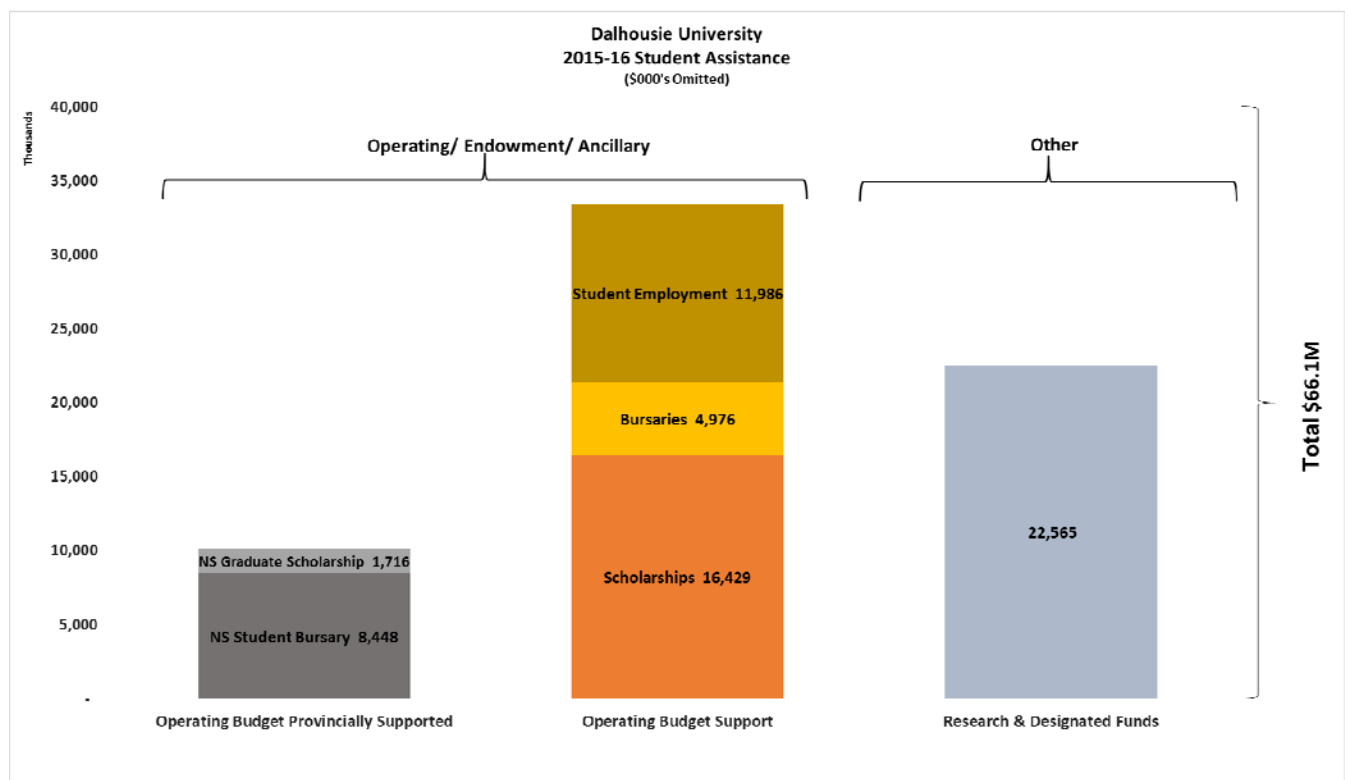 Dalhousie University
2015-16 Student Assistance
($000's Omitted)
Thousands
40,000
35,000
30,000
25,000
20,000
15,000
10,000
5,000
-
Operating/ Endowment/ Ancillary
Other
Student Employment 11,986
Bursaries 4,976
Scholarships 16,429
NS Graduate Scholarship 1,716
NS Student Bursary 8,448
22,565
Total $66.1M
Operating Budget Provincially Supported
Operating Budget Support
Research & Designated Funds